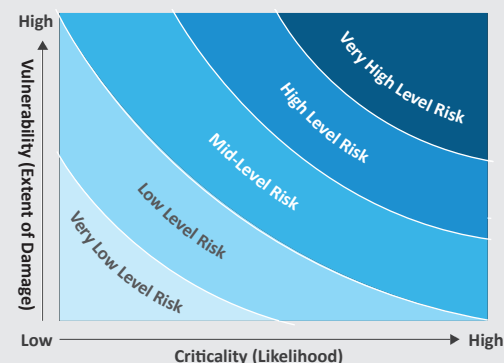 High
Vulnerability (Extent of Damage)
Very High Level Risk
High Level Risk
Mid-Level Risk
Low Level Risk
Very Low Level Risk
Low
High
Criticality (Likelihood)